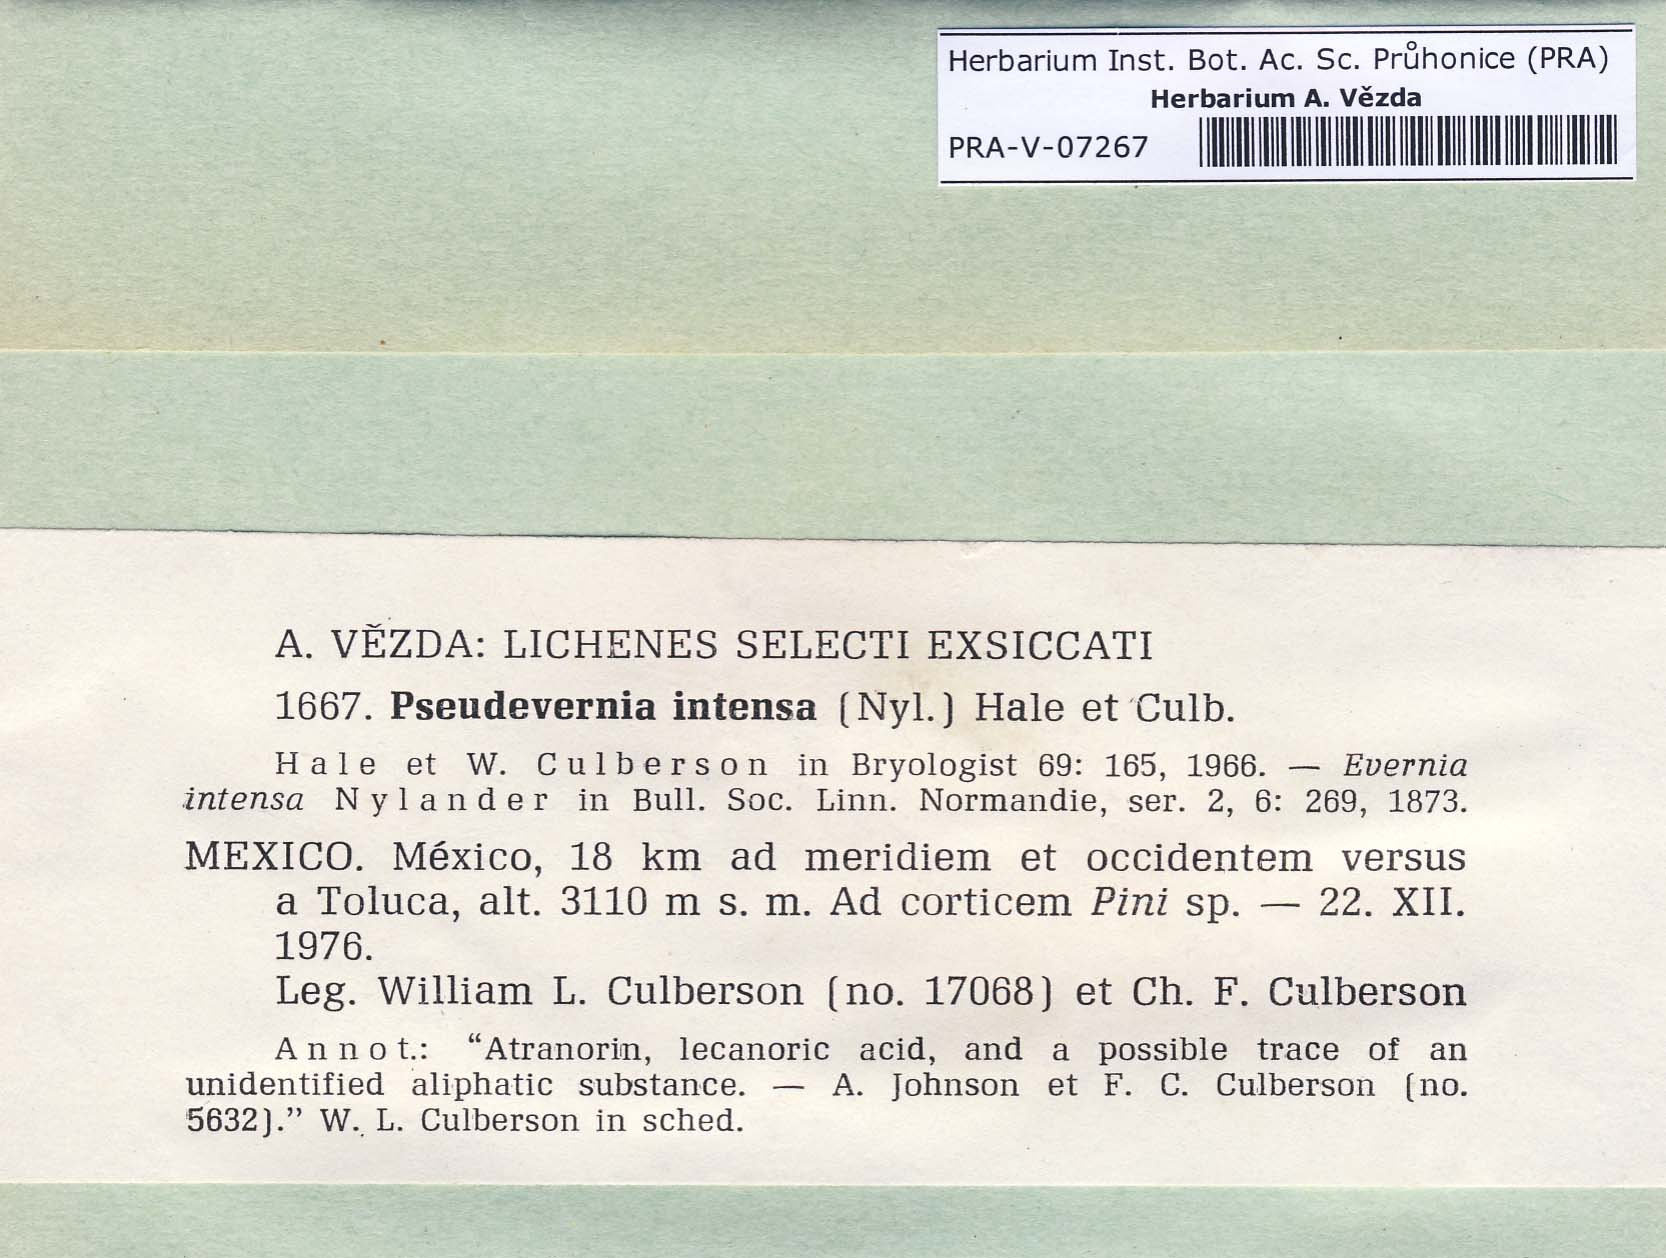 Herbarium Inst. Bot. Ac. Sc. Průhonice (PRA)
Herbarium A. Vězda
PRA-V-07267
A. VĚZDA: LICHENES SELECTI EXSICCATI
1667. Pseudevernia intensa (Nyl.) Hale et Culb.
Hale et W. Culberson in Bryologist 69: 165, 1966. — Evernia
intensa Nylander in Bull. Soc. Linn. Normandie, ser. 2, 6: 269, 1873.
MEXICO. México, 18 km ad meridiem et occidentem versus
a Toluca, alt. 3110 m s. m. Ad corticem Pini sp. — 22. XII.
1976.
Leg. William L. Culberson (no. 17068) et Ch. F. Culberson
Annot.: “Atranorin, lecanoric acid, and a possible trace of an
unidentified aliphatic substance. — A. Johnson et F. C. Culberson (no.
5632).” W. L. Culberson in sched.